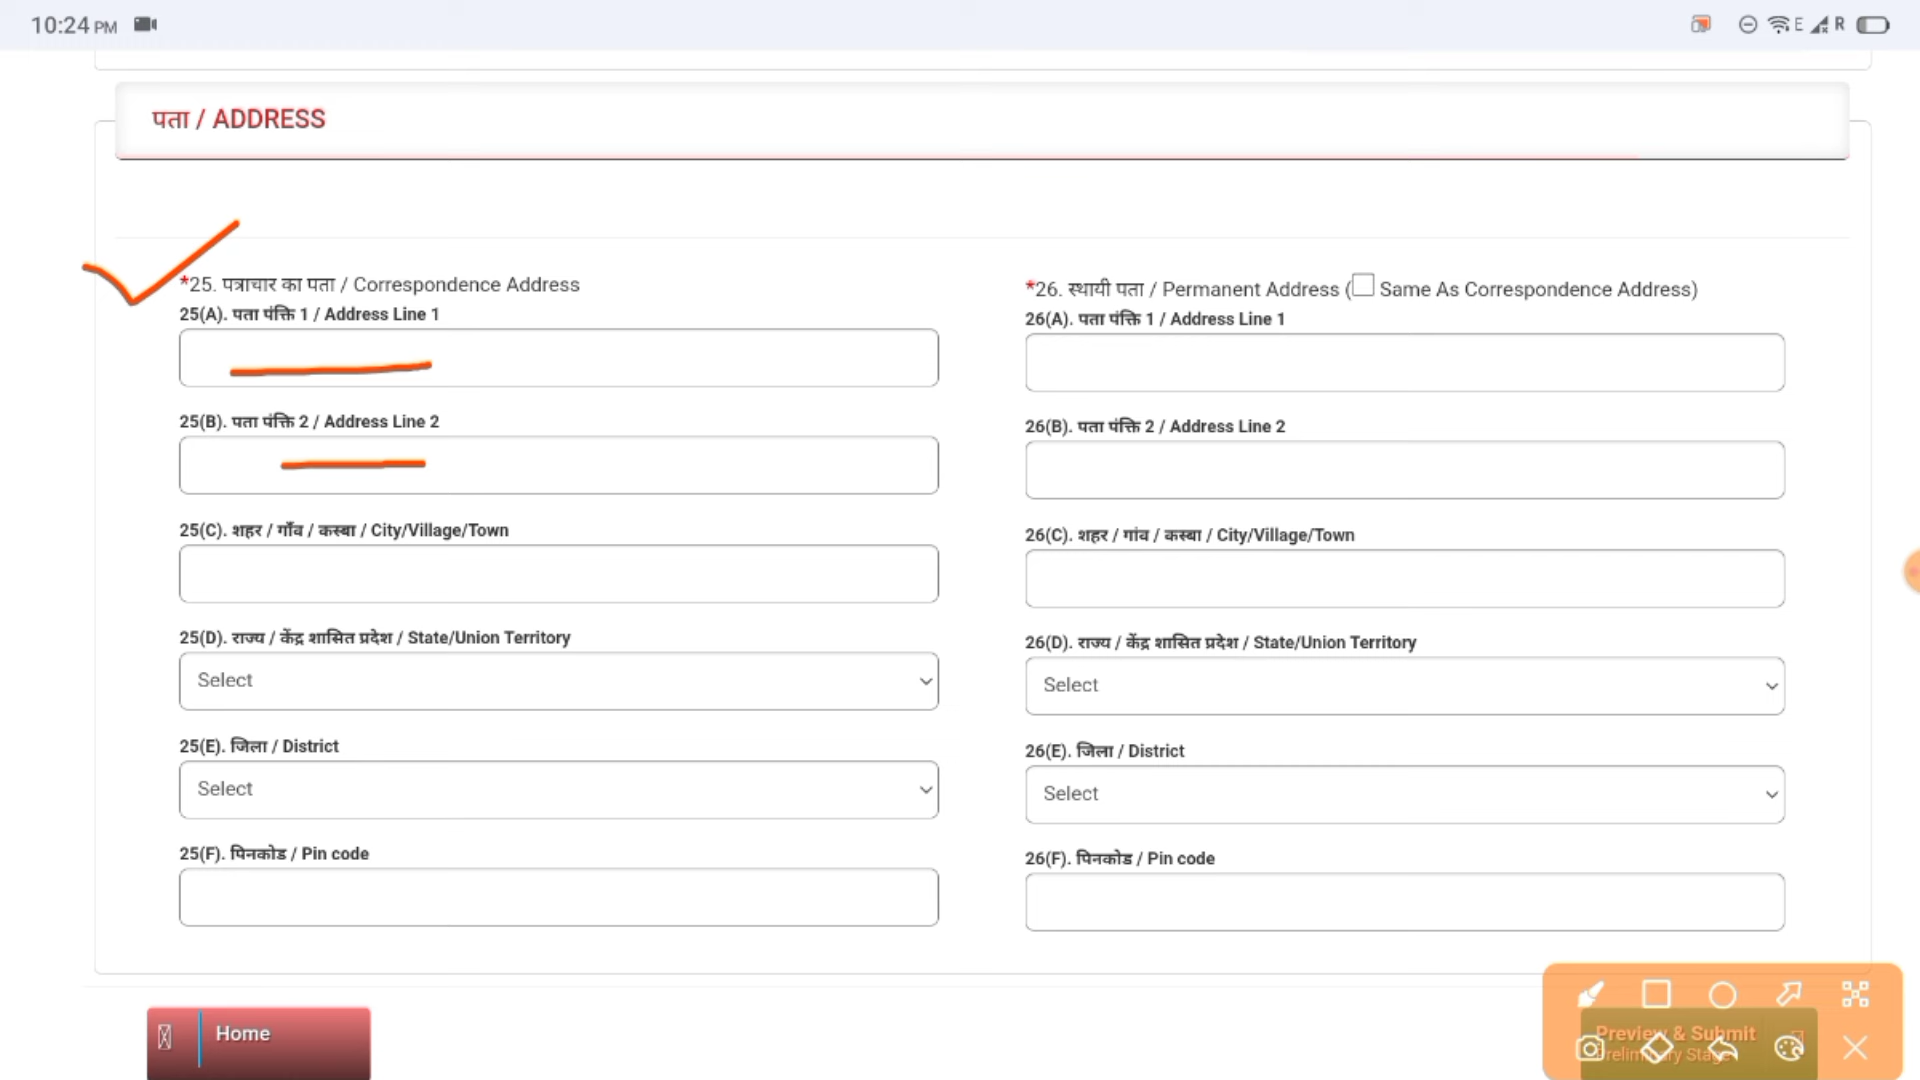 10:24 PM
E R
पता / ADDRESS
*25. पत्राचार का पता / Correspondence Address
25(A). पता पंक्ति 1 / Address Line 1
25(B). पता पंक्ति 2 / Address Line 2
25(C). शहर / गाँव / कस्बा / City/Village/Town
25(D). राज्य / केंद्र शासित प्रदेश / State/Union Territory
Select
25(E). जिला / District
Select
25(F). पिनकोड / Pin code
*26. स्थायी पता / Permanent Address ( Same As Correspondence Address)
26(A). पता पंक्ति 1 / Address Line 1
26(B). पता पंक्ति 2 / Address Line 2
26(C). शहर / गांव / कस्बा / City/Village/Town
26(D). राज्य / केंद्र शासित प्रदेश / State/Union Territory
Select
26(E). जिला / District
Select
26(F). पिनकोड / Pin code
Home
Preview & Submit
Preliminary Stage